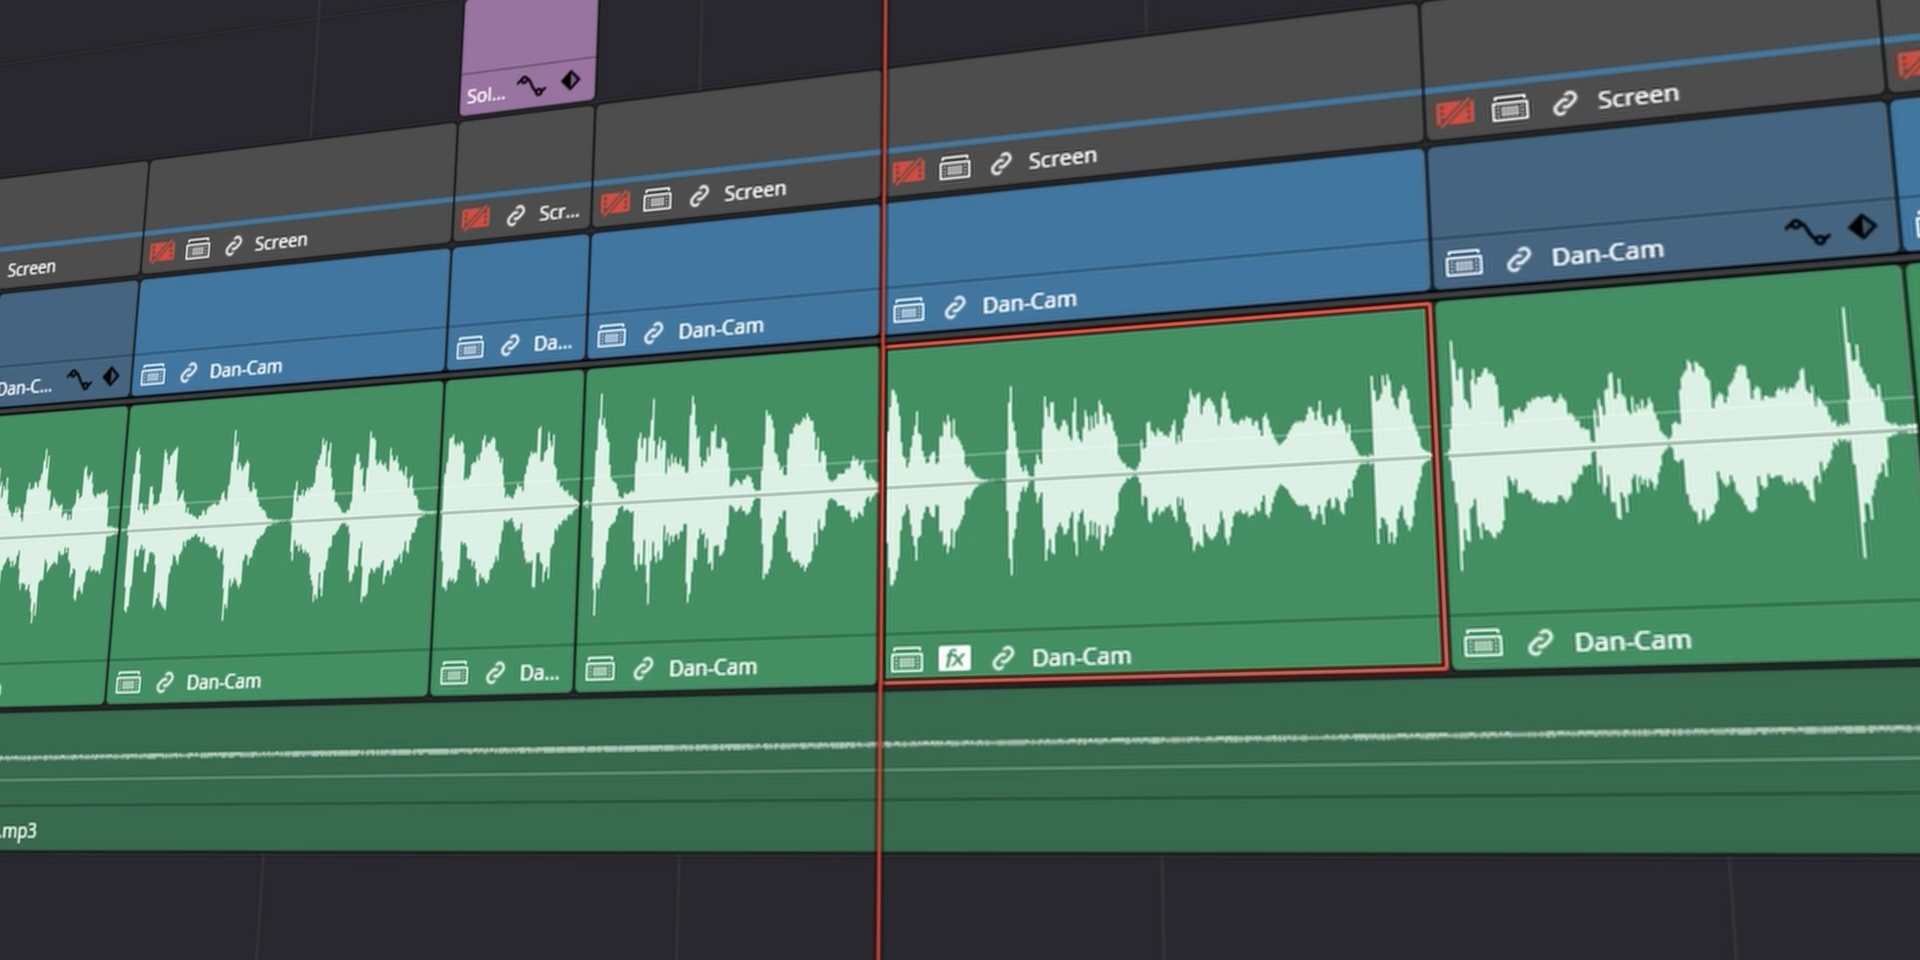 Sol...
Screen
Screen
Scr...
Screen
Screen
Screen
Dan-C...
Dan-Cam
Da...
Dan-Cam
Dan-Cam
Dan-Cam
Dan-Cam
Da...
Dan-Cam
fx
Dan-Cam
Dan-Cam
.mp3